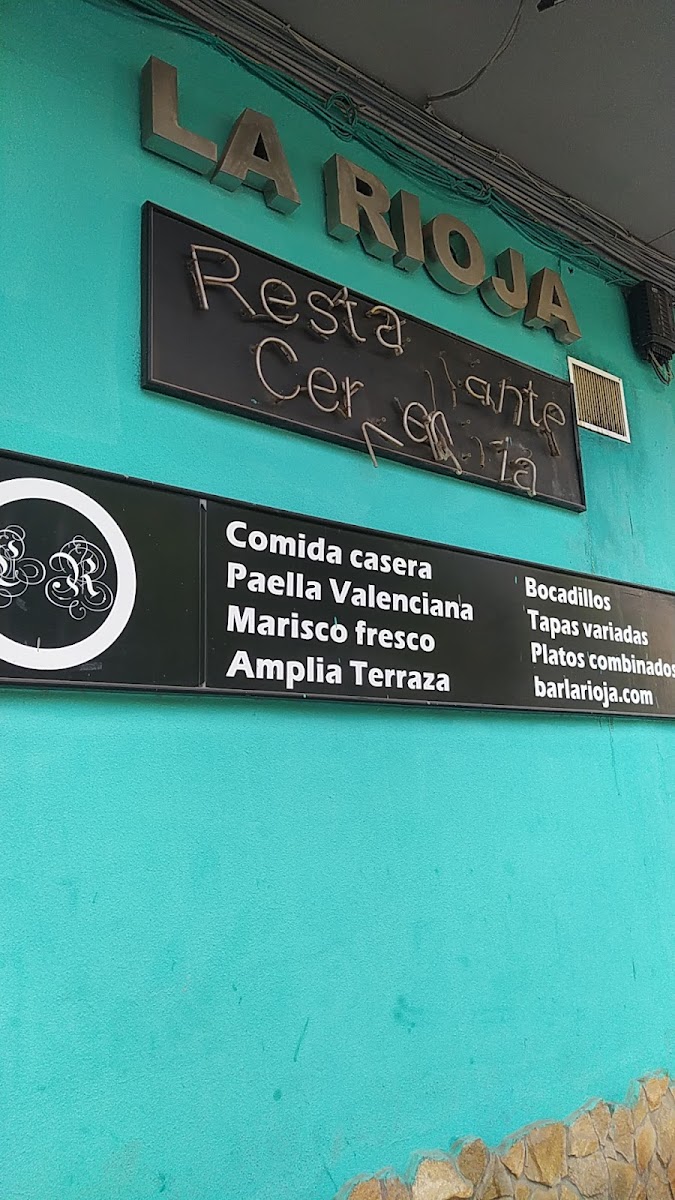 LA RIOJA
Resta ante
Cer
LR
Comida casera
Paella Valenciana
Marisco fresco
Amplia Terraza
Bocadillos
Tapas variadas
Platos combinados
barlarioja.com